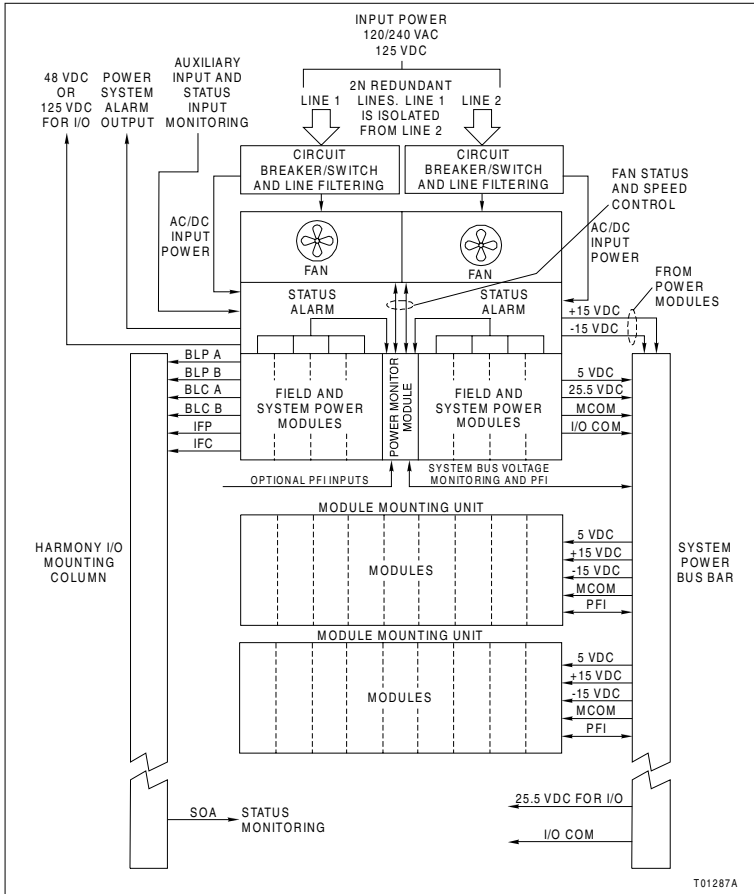 INPUT POWER
120/240 VAC
125 VDC
48 VDC
OR
125 VDC
FOR I/O
POWER
SYSTEM
ALARM
OUTPUT
AUXILIARY
INPUT AND
STATUS
INPUT
MONITORING
LINE 1
2N REDUNDANT
LINES. LINE 1
IS ISOLATED
FROM LINE 2
LINE 2
CIRCUIT
BREAKER/SWITCH
AND LINE FILTERING
CIRCUIT
BREAKER/SWITCH
AND LINE FILTERING
FAN STATUS
AND SPEED
CONTROL
AC/DC
INPUT
POWER
FAN
FAN
AC/DC
INPUT
POWER
FROM
POWER
MODULES
STATUS
ALARM
STATUS
ALARM
+15 VDC
-15 VDC
BLP A
BLP B
BLC A
BLC B
IFP
IFC
FIELD AND
SYSTEM POWER
MODULES
POWER MONITOR
MODULE
FIELD AND
SYSTEM POWER
MODULES
5 VDC
25.5 VDC
MCOM
I/O COM
OPTIONAL PFI INPUTS
SYSTEM BUS VOLTAGE
MONITORING AND PFI
MODULE MOUNTING UNIT
HARMONY I/O
MOUNTING
COLUMN
MODULES
5 VDC
+15 VDC
-15 VDC
MCOM
PFI
SYSTEM
POWER
BUS BAR
MODULE MOUNTING UNIT
MODULES
5 VDC
+15 VDC
-15 VDC
MCOM
PFI
SOA
STATUS
MONITORING
25.5 VDC FOR I/O
I/O COM
T01287A